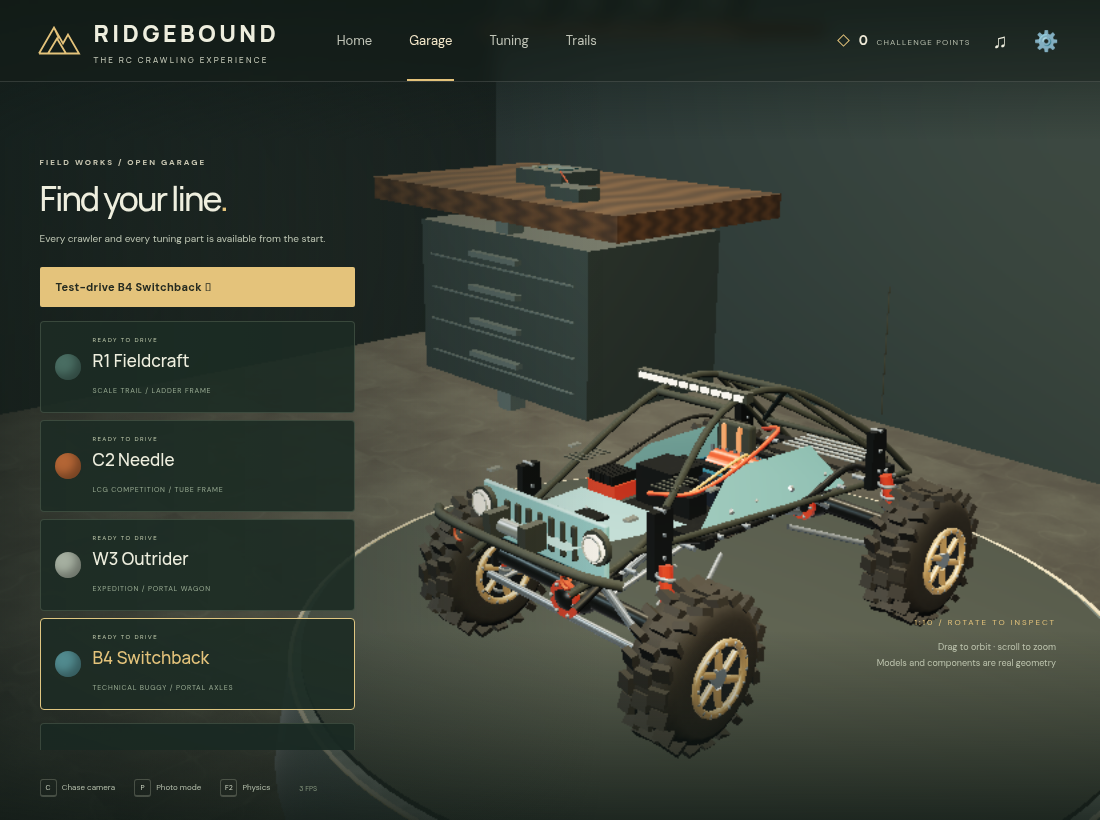 RIDGEBOUND
THE RC CRAWLING EXPERIENCE
Home
Garage
Tuning
Trails
0 CHALLENGE POINTS
FIELD WORKS / OPEN GARAGE
Find your line.
Every crawler and every tuning part is available from the start.
Test-drive B4 Switchback
READY TO DRIVE
R1 Fieldcraft
SCALE TRAIL / LADDER FRAME
READY TO DRIVE
C2 Needle
LCG COMPETITION / TUBE FRAME
READY TO DRIVE
W3 Outrider
EXPEDITION / PORTAL WAGON
READY TO DRIVE
B4 Switchback
TECHNICAL BUGGY / PORTAL AXLES
1:10 / ROTATE TO INSPECT
Drag to orbit · scroll to zoom
Models and components are real geometry
C Chase camera
P Photo mode
F2 Physics
3 FPS